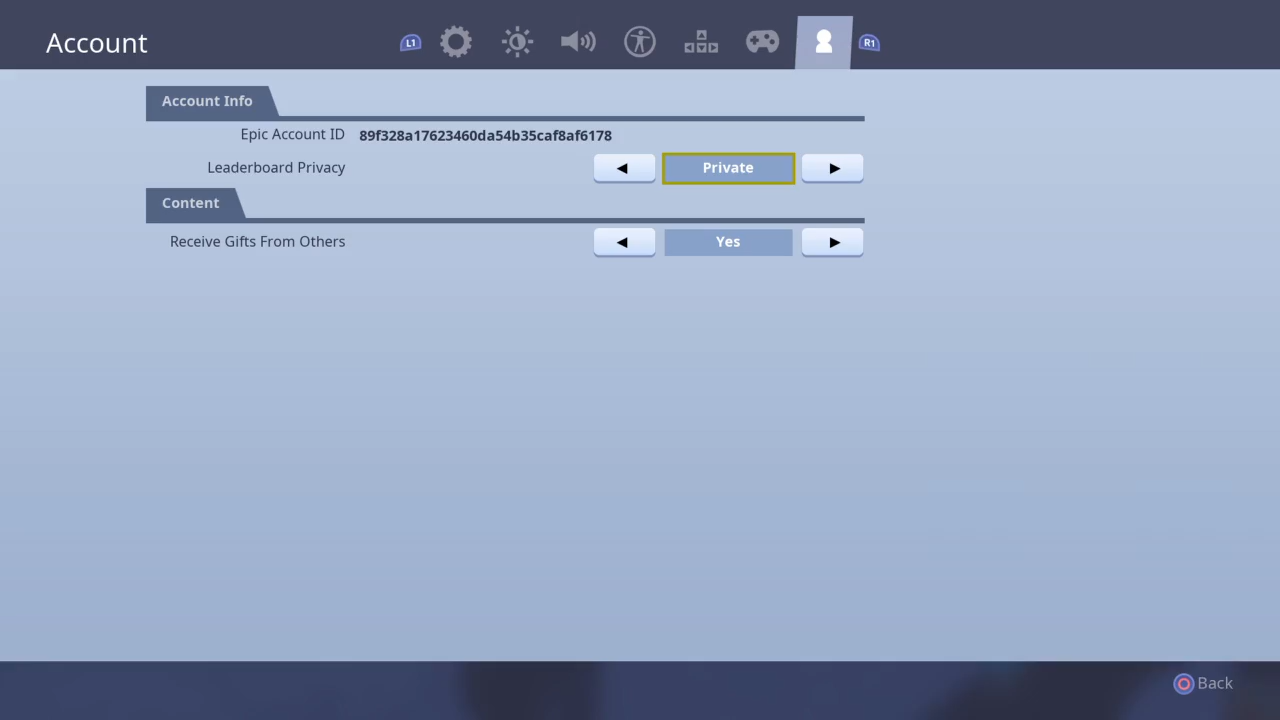 Account
L1
R1
Account Info
Epic Account ID 89f328a17623460da54b35caf8af6178
Leaderboard Privacy Private
Content
Receive Gifts From Others Yes
Back